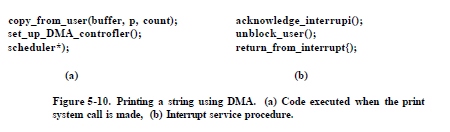 copy_from_user(buffer, p, count);
set_up_DMA_controfler();
scheduler*);
(a)
acknowledge_interrupi();
unblock_user();
return_from_interrupt{);
(b)
Figure 5-10. Printing a string using DMA. (a) Code executed when the print
system call is made, (b) Interrupt service procedure.